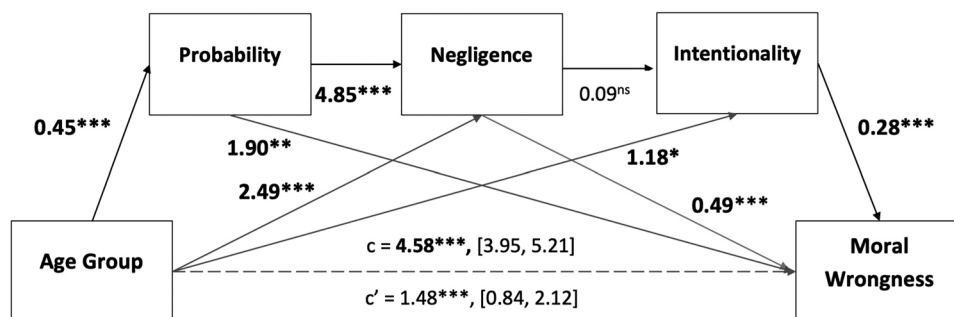 Probability
Negligence
Intentionality
4.85***
0.09ns
0.45***
0.28***
1.90**
1.18*
2.49***
0.49***
Age Group
c = 4.58***, [3.95, 5.21]
c’ = 1.48***, [0.84, 2.12]
Moral
Wrongness